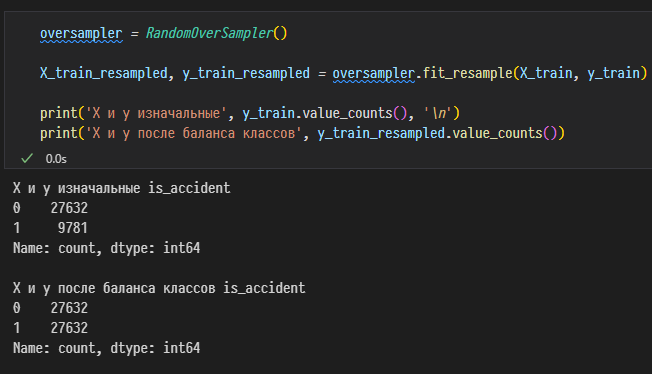 oversampler = RandomOverSampler()
X_train_resampled, y_train_resampled = oversampler.fit_resample(X_train, y_train)
print('X и y изначальные', y_train.value_counts(), '\n')
print('X и y после баланса классов', y_train_resampled.value_counts())
0.0s
X и y изначальные is_accident
0    27632
1     9781
Name: count, dtype: int64
X и y после баланса классов is_accident
0    27632
1    27632
Name: count, dtype: int64